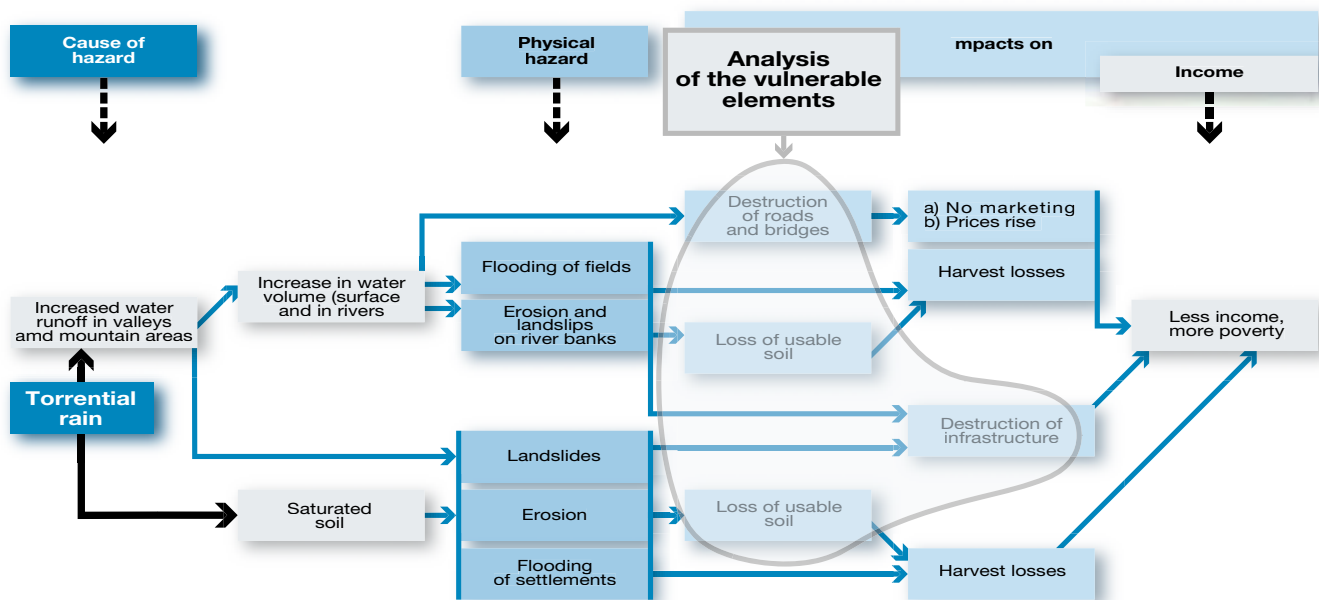 Cause of
hazard
Physical
hazard
Analysis
of the vulnerable
elements
mpacts on
Income
Destruction
of roads
and bridges
a) No marketing
b) Prices rise
Flooding of fields
Harvest losses
Increase in water
volume (surface
and in rivers
Erosion and
landslips
on river banks
Increased water
runoff in valleys
amd mountain areas
Loss of usable
soil
Less income,
more poverty
Torrential
rain
Destruction of
infrastructure
Landslides
Saturated
soil
Erosion
Loss of usable
soil
Flooding
of settlements
Harvest losses